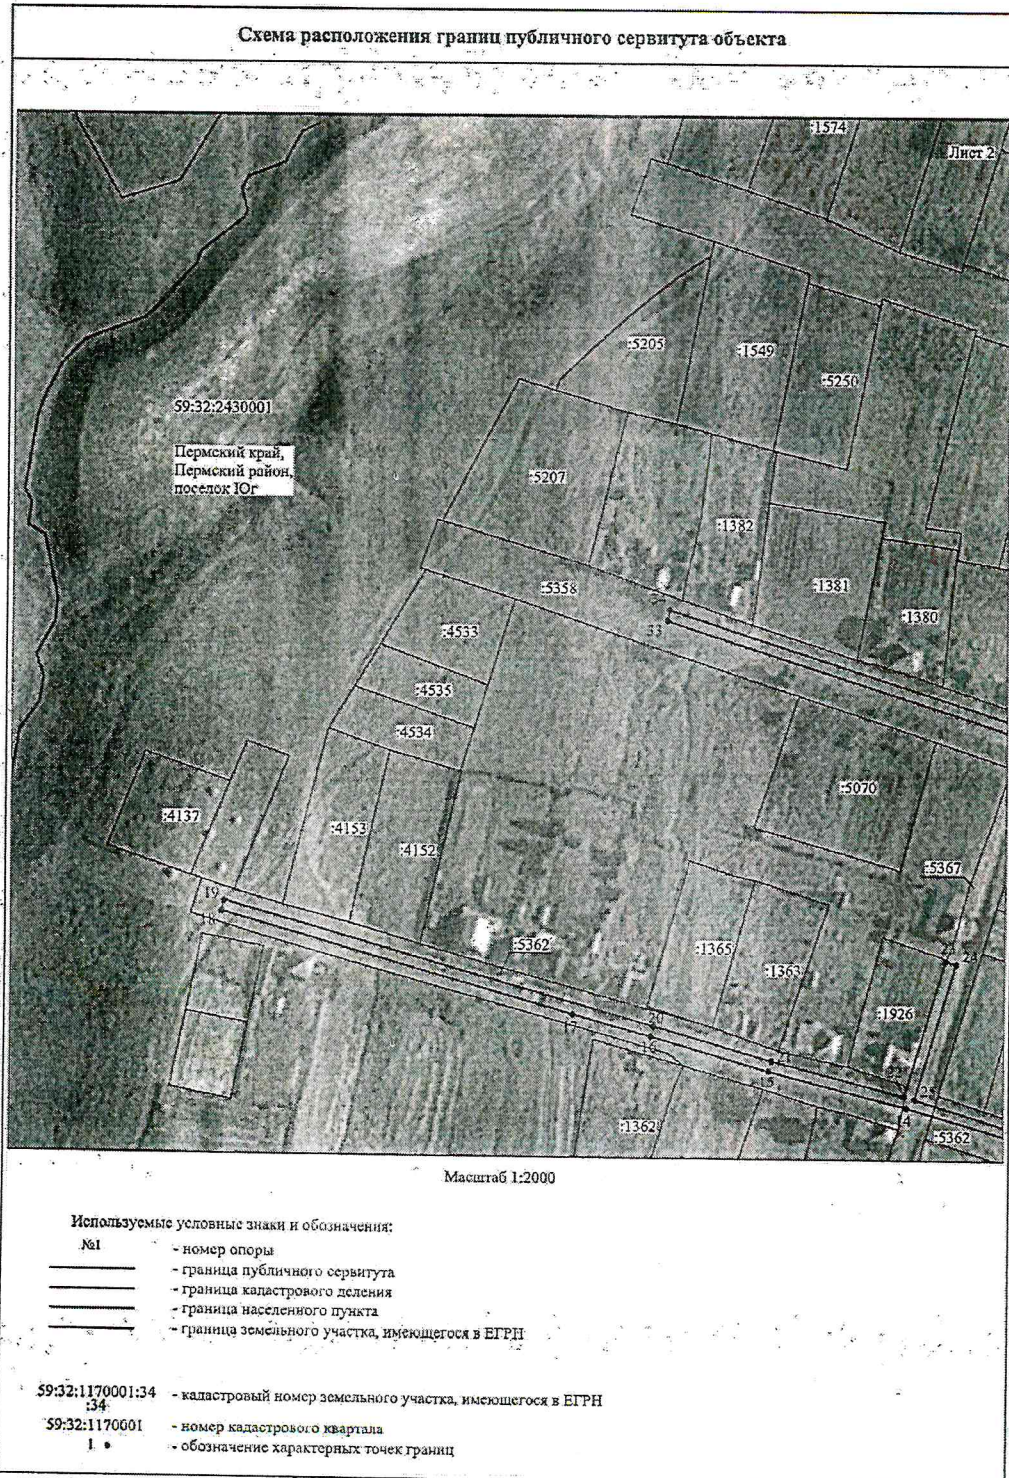 Схема расположения границ публичного сервитута объекта
:1574
Лист 2
:5205
:1549
:5250
59:32:2430001
Пермский край,
Пермский район,
поселок Юг
:5207
:1382
:5358
:1381
:1380
33
:4533
:4535
:4534
:5070
:4137
:4153
:4152
:5367
19
18
:5362
:1365
:1363
24
:1926
20
17
16
21
15
22
25
14
:1362
:5362
Масштаб 1:2000
Используемые условные знаки и обозначения:
№1 - номер опоры
- граница публичного сервитута
- граница кадастрового деления
- граница населенного пункта
- граница земельного участка, имеющегося в ЕГРН
59:32:1170001:34 - кадастровый номер земельного участка, имеющегося в ЕГРН
:34
59:32:1170001 - номер кадастрового квартала
1 • - обозначение характерных точек границ